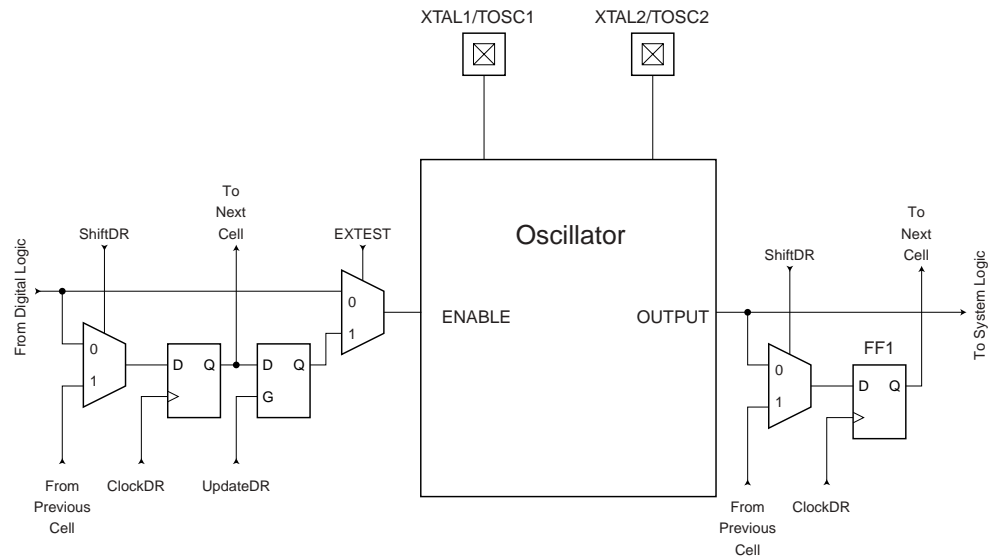 XTAL1/TOSC1
XTAL2/TOSC2
To
Next
Cell
ShiftDR
EXTEST
From Digital Logic
0
1
D Q
D Q
G
0
1
From
Previous
Cell
ClockDR
UpdateDR
Oscillator
ENABLE
OUTPUT
To
Next
Cell
ShiftDR
FF1
0
1
D Q
To System Logic
From
Previous
Cell
ClockDR